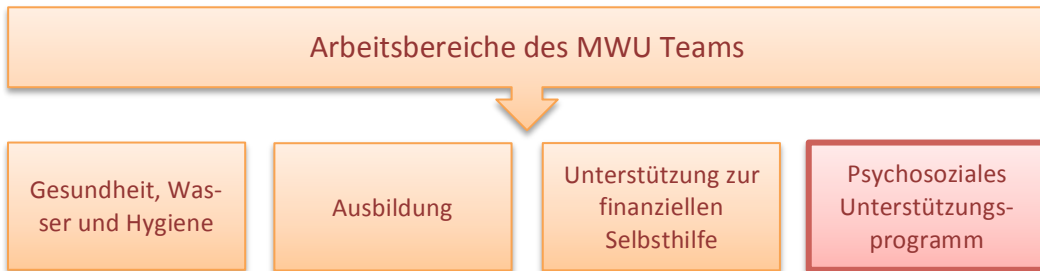 Arbeitsbereiche des MWU Teams
Gesundheit, Was-
ser und Hygiene
Ausbildung
Unterstützung zur
finanziellen
Selbsthilfe
Psychosoziales
Unterstützungs-
programm